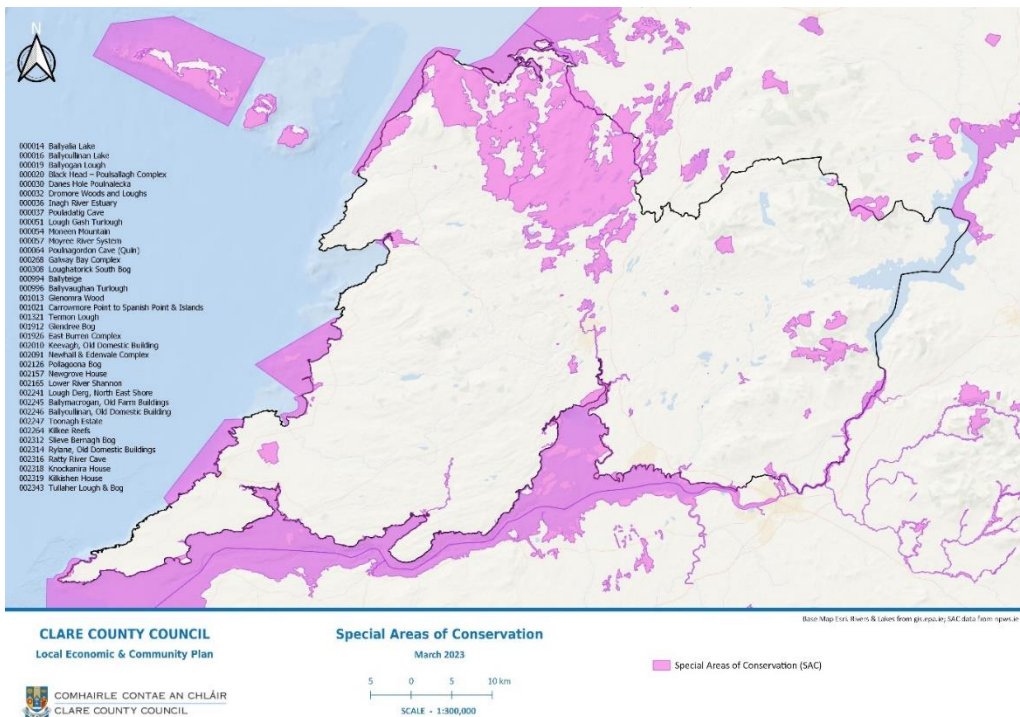 N
000014 Ballyalia Lake
000016 Ballycullinan Lake
000019 Ballyogan Lough
000020 Black Head – Poulsallagh Complex
000030 Danes Hole Poulnalecka
000032 Dromore Woods and Loughs
000036 Inagh River Estuary
000037 Pouladatig Cave
000051 Lough Gash Turlough
000054 Moneen Mountain
000057 Moyree River System
000064 Poulnagordon Cave (Quin)
000268 Galway Bay Complex
000308 Loughatorick South Bog
000994 Ballyteige
000996 Ballyvaughan Turlough
001013 Glenomra Wood
001021 Carrowmore Point to Spanish Point & Islands
001321 Termon Lough
001912 Glendree Bog
001926 East Burren Complex
002010 Keevagh, Old Domestic Building
002091 Newhall & Edenvale Complex
002126 Pollagoona Bog
002157 Newgrove House
002165 Lower River Shannon
002241 Lough Derg, North East Shore
002245 Ballymacrogan, Old Farm Buildings
002246 Ballycullinan, Old Domestic Building
002247 Toonagh Estate
002264 Kilkee Reefs
002312 Slieve Bernagh Bog
002314 Rylane, Old Domestic Buildings
002316 Ratty River Cave
002318 Knockanira House
002319 Kilkishen House
002343 Tullaher Lough & Bog
Base Map Esri. Rivers & Lakes from gis.epa.ie; SAC data from npws.ie
CLARE COUNTY COUNCIL
Local Economic & Community Plan
COMHAIRLE CONTAE AN CHLÁIR
CLARE COUNTY COUNCIL
Special Areas of Conservation
March 2023
5 0 5 10 km
SCALE - 1:300,000
Special Areas of Conservation (SAC)